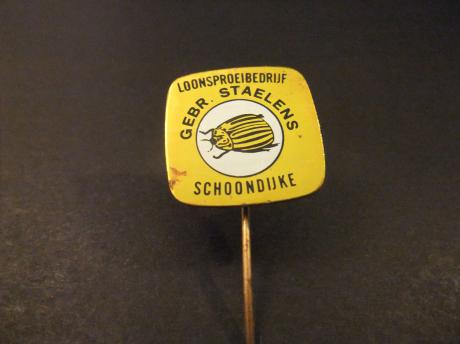 LOONSPROEIBEDRIJF
GEBR. STAELENS
SCHOONDIJKE